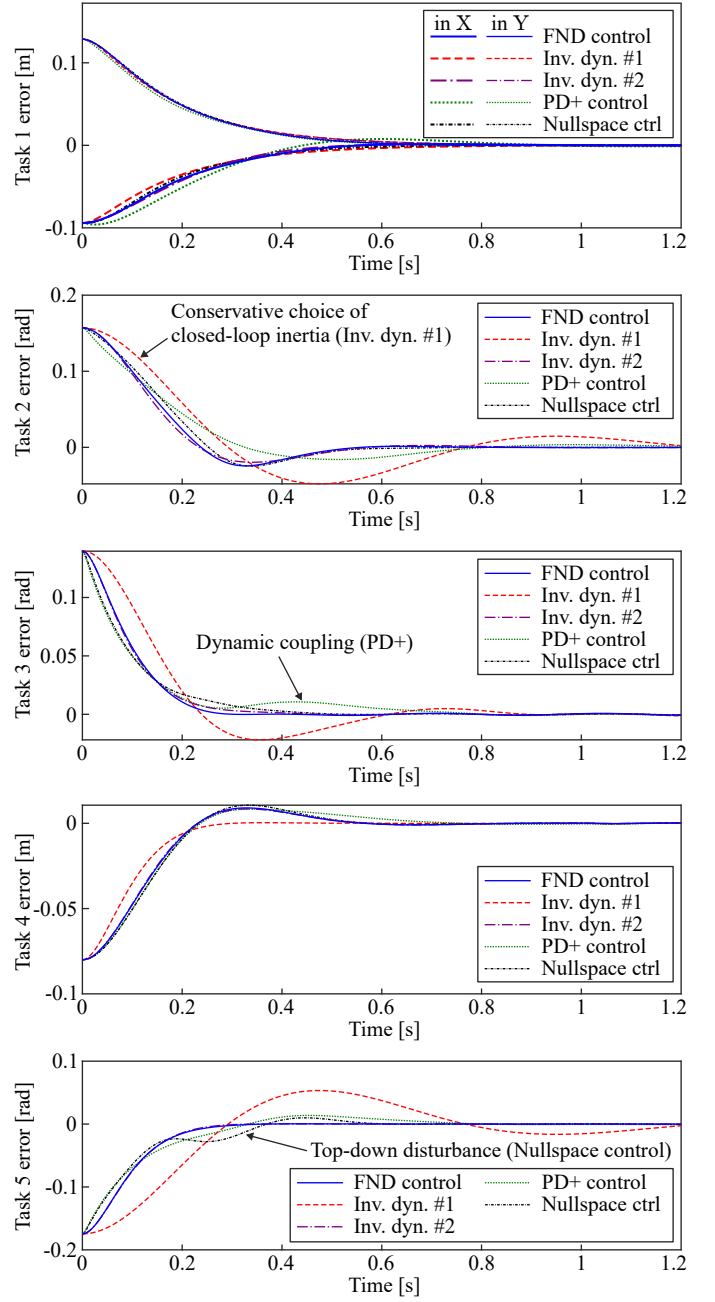 in X in Y
FND control
Inv. dyn. #1
Inv. dyn. #2
PD+ control
Nullspace ctrl
Task 1 error [m]
0.1
0
-0.1
0 0.2 0.4 0.6 0.8 1 1.2
Time [s]
Conservative choice of
closed-loop inertia (Inv. dyn. #1)
FND control
Inv. dyn. #1
Inv. dyn. #2
PD+ control
Nullspace ctrl
Task 2 error [rad]
0.2
0.1
0
0 0.2 0.4 0.6 0.8 1 1.2
Time [s]
Dynamic coupling (PD+)
FND control
Inv. dyn. #1
Inv. dyn. #2
PD+ control
Nullspace ctrl
Task 3 error [rad]
0.1
0.05
0
0 0.2 0.4 0.6 0.8 1 1.2
Time [s]
FND control
Inv. dyn. #1
Inv. dyn. #2
PD+ control
Nullspace ctrl
Task 4 error [m]
0
-0.05
-0.1
0 0.2 0.4 0.6 0.8 1 1.2
Time [s]
Top-down disturbance (Nullspace control)
FND control
Inv. dyn. #1
Inv. dyn. #2
PD+ control
Nullspace ctrl
Task 5 error [rad]
0.1
0
-0.1
-0.2
0 0.2 0.4 0.6 0.8 1 1.2
Time [s]